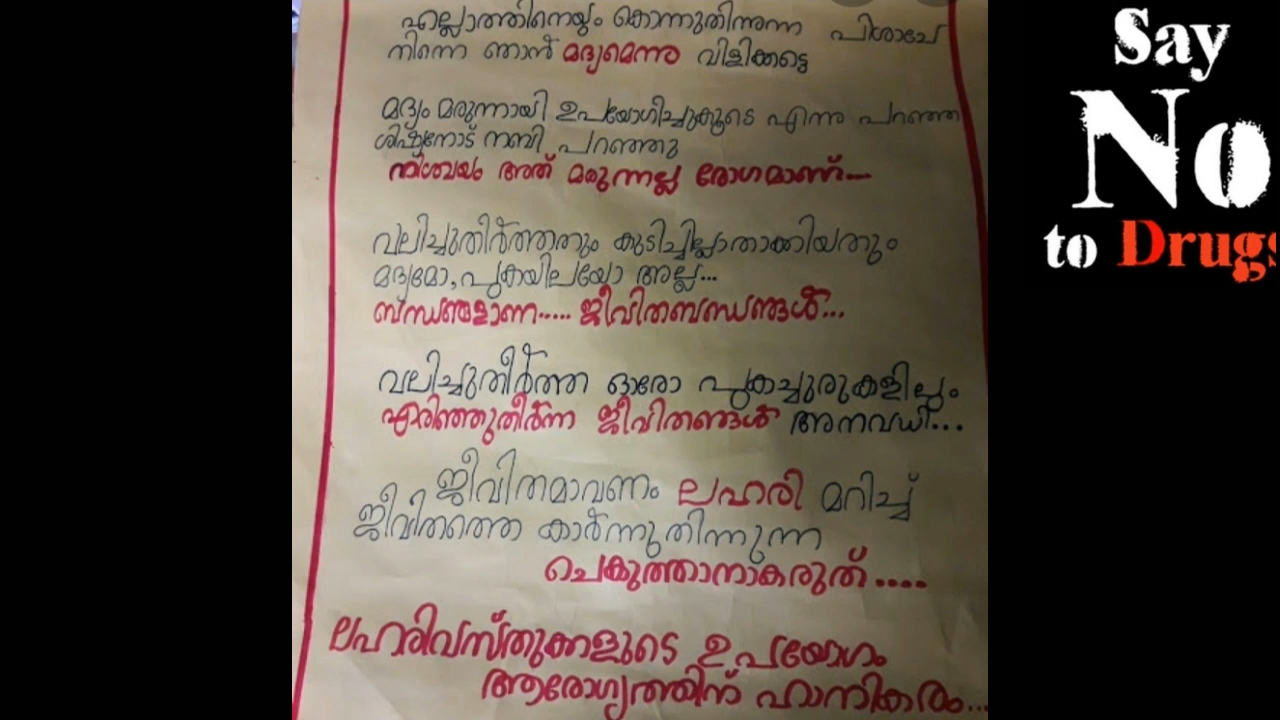 എല്ലാത്തിനെയും കൊന്നുതിന്നുന്ന പിശാചേ
നിന്നെ ഞാൻ മദ്യമെന്നു വിളിക്കട്ടെ
മദ്യം മരുന്നായി ഉപയോഗിച്ചുകൂടെ എന്നു പറഞ്ഞ
ശിഷ്യനോട് നബി പറഞ്ഞു
നിശ്ചയം അത് മരുന്നല്ല രോഗമാണ്...
വലിച്ചുതീർത്തതും കുടിച്ചില്ലാതാക്കിയതും
മദ്യമോ, പുകയിലയോ അല്ല...
ബന്ധങ്ങളാണ..... ജീവിതബന്ധങ്ങൾ...
വലിച്ചുതീർത്ത ഓരോ പുകച്ചുരുകളിലും
എരിഞ്ഞുതീർന്ന ജീവിതങ്ങൾ അനവധി...
ജീവിതമാവണം ലഹരി മറിച്ച്
ജീവിതത്തെ കാർന്നുതിന്നുന്ന
ചെകുത്താനാകരുത്....
ലഹരിവസ്തുക്കളുടെ ഉപയോഗം
ആരോഗ്യത്തിന് ഹാനികരം...
Say
No
to Drugs